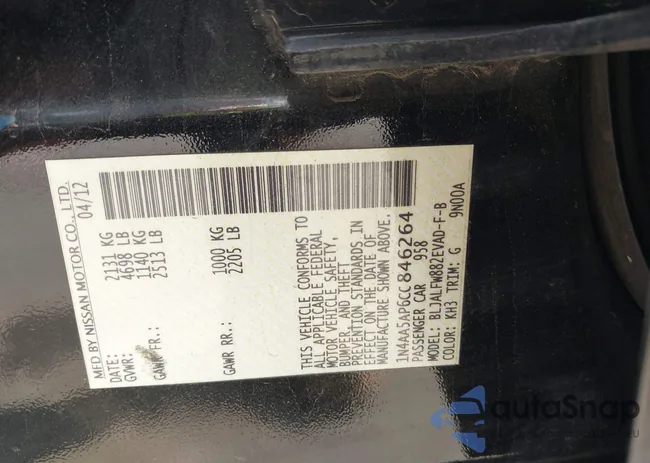 MFD BY NISSAN MOTOR CO., LTD.
DATE: 04/12
GVWR: 2131 KG
4698 LB
GAWR FR.: 1140 KG
2513 LB
GAWR RR.: 1000 KG
2205 LB
THIS VEHICLE CONFORMS TO
ALL APPLICABLE FEDERAL
MOTOR VEHICLE SAFETY,
BUMPER, AND THEFT
PREVENTION STANDARDS IN
EFFECT ON THE DATE OF
MANUFACTURE SHOWN ABOVE.
1N4AA5AP6CC846264
PASSENGER CAR 958
MODEL: BLJALFW882EVAD-F-B
COLOR: KH3 TRIM: G 9N00A
autoSnap